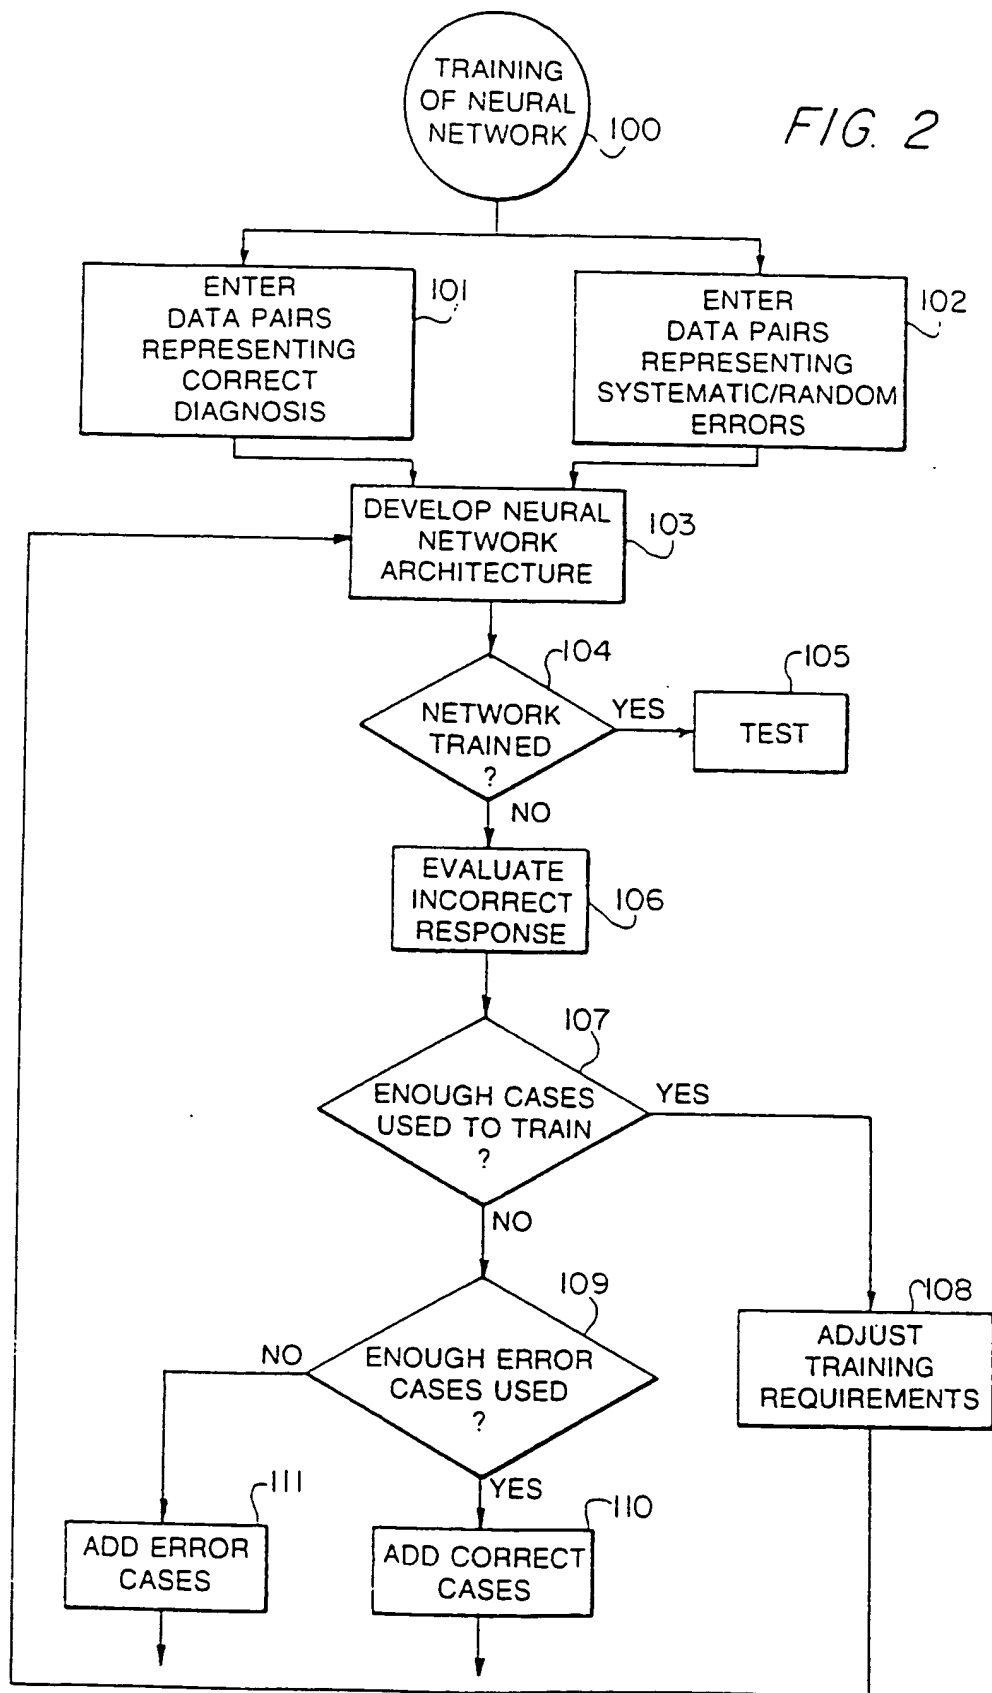 TRAINING
OF NEURAL
NETWORK
100
FIG. 2
ENTER
DATA PAIRS
REPRESENTING
CORRECT
DIAGNOSIS
101
ENTER
DATA PAIRS
REPRESENTING
SYSTEMATIC/RANDOM
ERRORS
102
DEVELOP NEURAL
NETWORK
ARCHITECTURE
103
104
NETWORK
TRAINED
?
YES
105
TEST
NO
EVALUATE
INCORRECT
RESPONSE
106
107
ENOUGH CASES
USED TO TRAIN
?
YES
NO
108
ADJUST
TRAINING
REQUIREMENTS
109
ENOUGH ERROR
CASES USED
?
NO
YES
111
ADD ERROR
CASES
110
ADD CORRECT
CASES